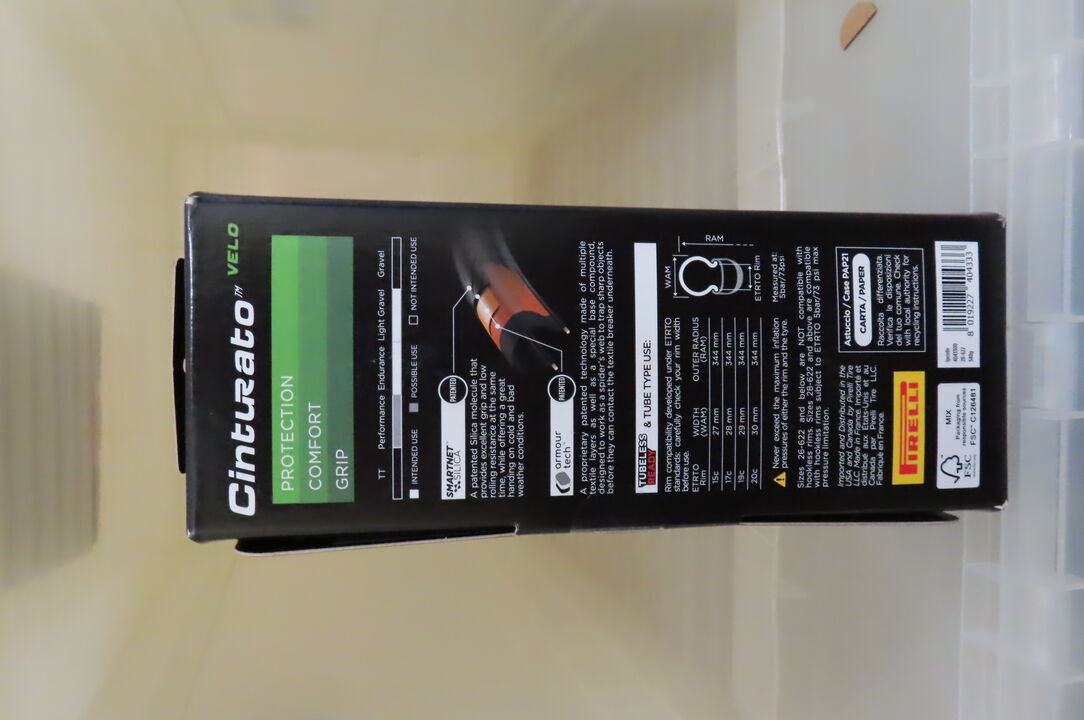 Cinturato™ VELO
PROTECTION
COMFORT
GRIP
TT Performance Endurance Light Gravel Gravel
INTENDED USE POSSIBLE USE NOT INTENDED USE
SMARTNET
SILICA
PATENTED
A patented Silica molecule that
provides excellent grip and low
rolling resistance at the same
time, while offering a great
handing on cold and bad
weather conditions.
armour
tech™
PATENTED
A proprietary patented technology made of multiple
textile layers as well as a special base compound,
designed to work as a spider's web to trap sharp objects
before they can contact the textile breaker underneath.
TUBELESS
READY
& TUBE TYPE USE:
Rim compatibility developed under ETRTO
standards: carefully check your rim width
before use.
ETRTO WIDTH OUTER RADIUS
Rim (WAM) (RAM)
15c 27 mm 344 mm
17c 28 mm 344 mm
19c 29 mm 344 mm
20c 30 mm 344 mm
RAM
WAM
ETRTO Rim
Measured at:
5bar/73psi
Never exceed the maximum inflation
pressures of either the rim and the tyre.
Sizes 26-622 and below are NOT compatible with
hookless rims. Sizes 28-622 and above are compatible
with hookless rims subject to ETRTO 5bar/73 psi max
pressure limitation.
Imported and Distributed in the
USA and Canada by Pirelli Tire
LLC. Made in France. Importé et
distribué aux États-Unis et au
Canada par Pirelli Tire LLC.
Fabriqué en France.
Astuccio / Case PAP21
CARTA / PAPER
Raccolta differenziata.
Verifica le disposizioni
del tuo comune. Check
with local authority for
recycling instructions.
PIRELLI
FSC
MIX
Packaging from
responsible sources
FSC™ C126481
28-622
8 019227 404333